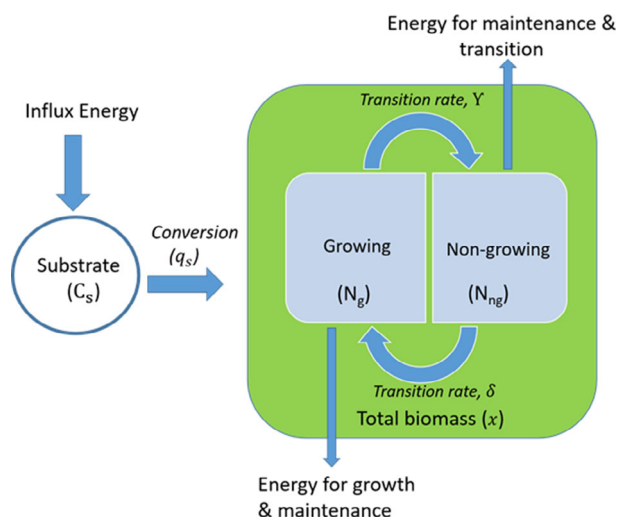 Energy for maintenance &
transition
Influx Energy
Transition rate, ϒ
Conversion
(qs)
Substrate
(Cs)
Growing
(Ng)
Non-growing
(Nng)
Transition rate, δ
Total biomass (x)
Energy for growth
& maintenance